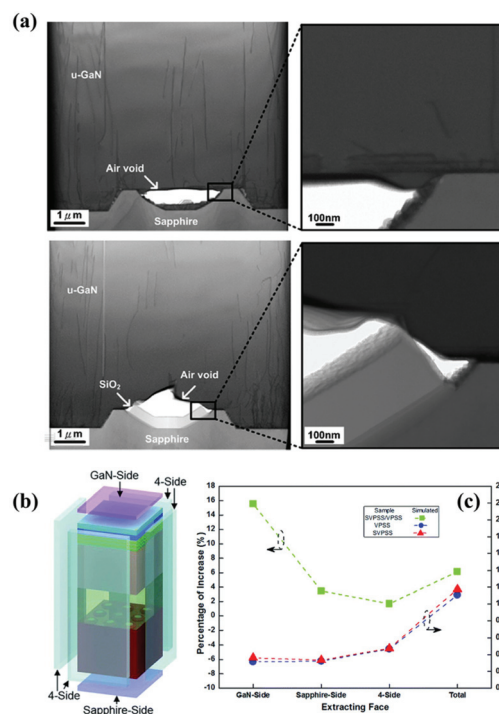 (a)
u-GaN
Air void
Sapphire
1 μm
100nm
u-GaN
SiO₂
Air void
Sapphire
1 μm
100nm
(b)
GaN-Side
4-Side
4-Side
Sapphire-Side
(c)
Percentage of Increase (%)
18
16
14
12
10
8
6
4
2
0
-2
-4
-6
-8
Sample Simulated
SVPSS/VPSS
VPSS
SVPSS
GaN-Side Sapphire-Side 4-Side Total
Extracting Face